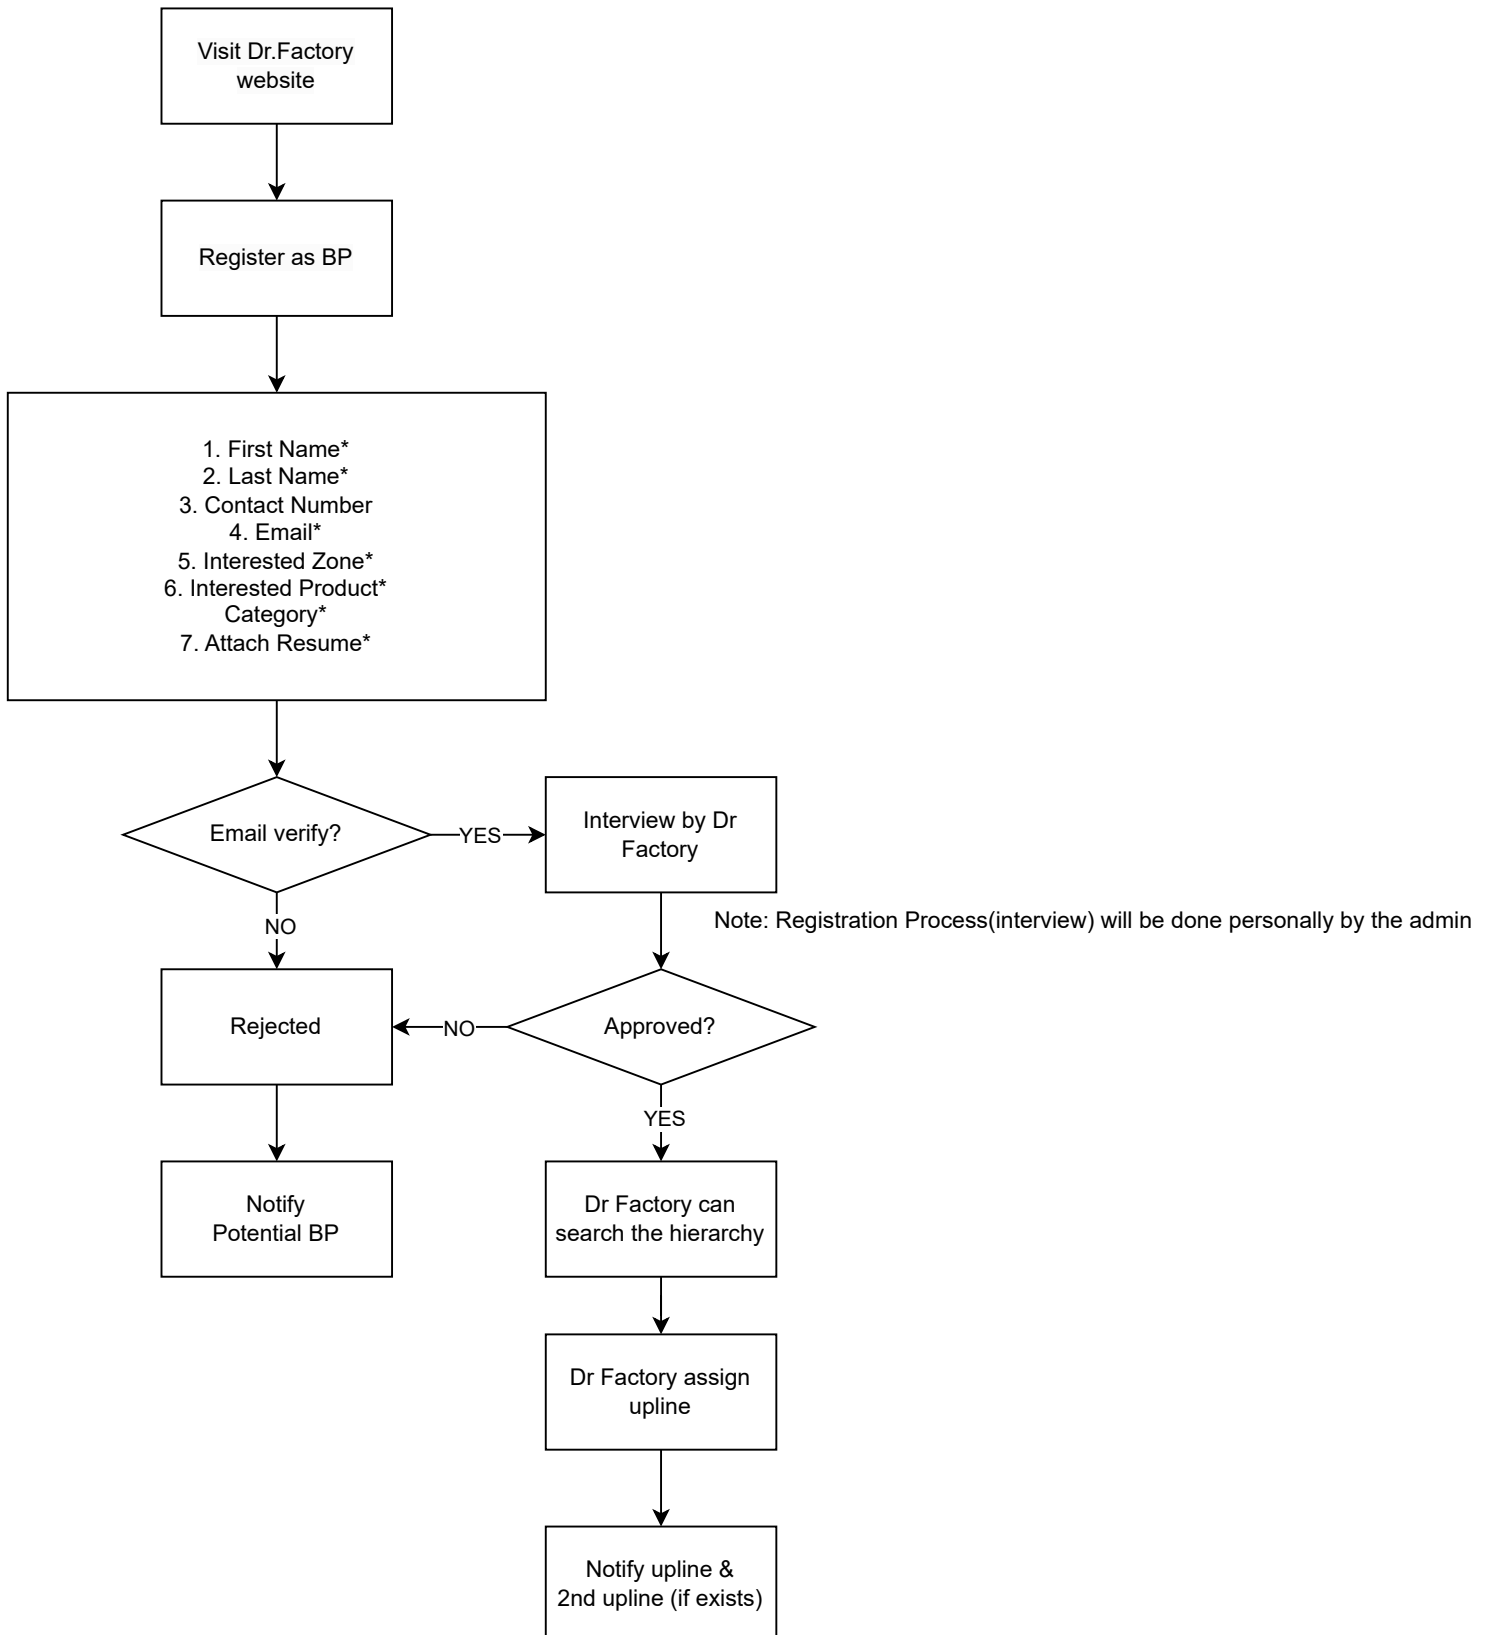 Visit Dr.Factory
website
Register as BP
1. First Name*
2. Last Name*
3. Contact Number
4. Email*
5. Interested Zone*
6. Interested Product*
Category*
7. Attach Resume*
Email verify?
YES
Interview by Dr
Factory
NO
Note: Registration Process(interview) will be done personally by the admin
Rejected
NO
Approved?
YES
Notify
Potential BP
Dr Factory can
search the hierarchy
Dr Factory assign
upline
Notify upline &
2nd upline (if exists)